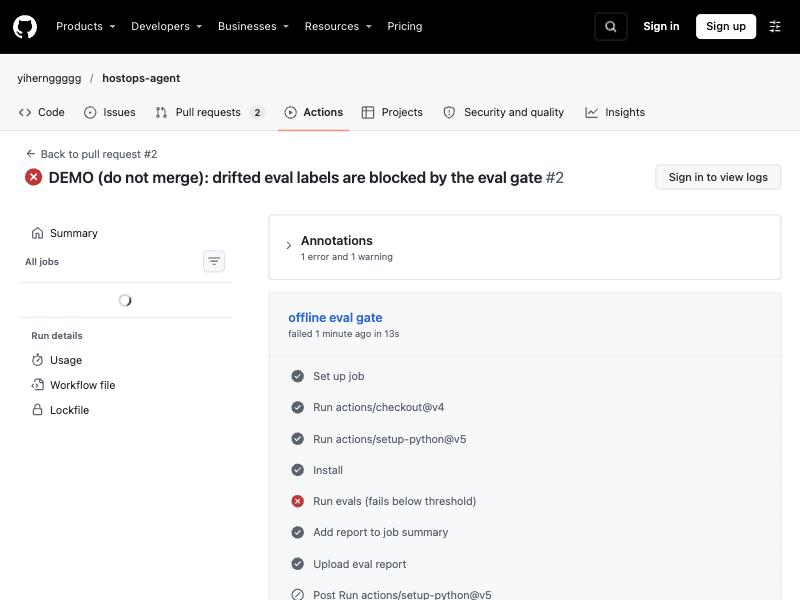 Products Developers Businesses Resources Pricing Sign in Sign up
yihernggggg / hostops-agent
Code Issues Pull requests 2 Actions Projects Security and quality Insights
Back to pull request #2
DEMO (do not merge): drifted eval labels are blocked by the eval gate #2
Sign in to view logs
Summary
All jobs
Run details
Usage
Workflow file
Lockfile
Annotations
1 error and 1 warning
offline eval gate
failed 1 minute ago in 13s
Set up job
Run actions/checkout@v4
Run actions/setup-python@v5
Install
Run evals (fails below threshold)
Add report to job summary
Upload eval report
Post Run actions/setup-python@v5